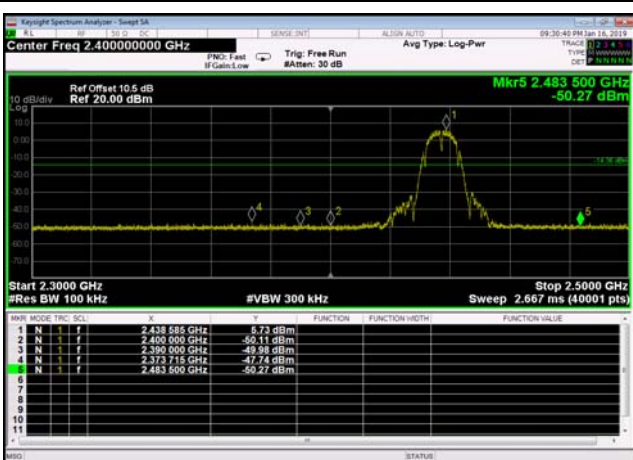 Keysight Spectrum Analyzer - Swept SA
RL RF 50 Ω DC SENSE:INT ALIGN AUTO 09:30:40 PM Jan 16, 2019
Center Freq 2.400000000 GHz Avg Type: Log-Pwr TRACE 1 2 3 4 5 6
PNO: Fast Trig: Free Run TYPE
IFGain:Low #Atten: 30 dB DET P N N N N N
Mkr5 2.483 500 GHz
-50.27 dBm
Ref Offset 10.5 dB
10 dB/div Ref 20.00 dBm
Log
10.0
0.00
-10.0
-20.0
-30.0
-40.0
-50.0
-60.0
-70.0
1
2
3
4
5
Start 2.3000 GHz Stop 2.5000 GHz
#Res BW 100 kHz #VBW 300 kHz Sweep 2.667 ms (40001 pts)
MKR MODE TRC SCL X Y FUNCTION FUNCTION WIDTH FUNCTION VALUE
1 N 1 f 2.438 585 GHz 5.73 dBm
2 N 1 f 2.400 000 GHz -50.11 dBm
3 N 1 f 2.390 000 GHz -49.98 dBm
4 N 1 f 2.373 715 GHz -47.74 dBm
5 N 1 f 2.483 500 GHz -50.27 dBm
6
7
8
9
10
11
MSG STATUS